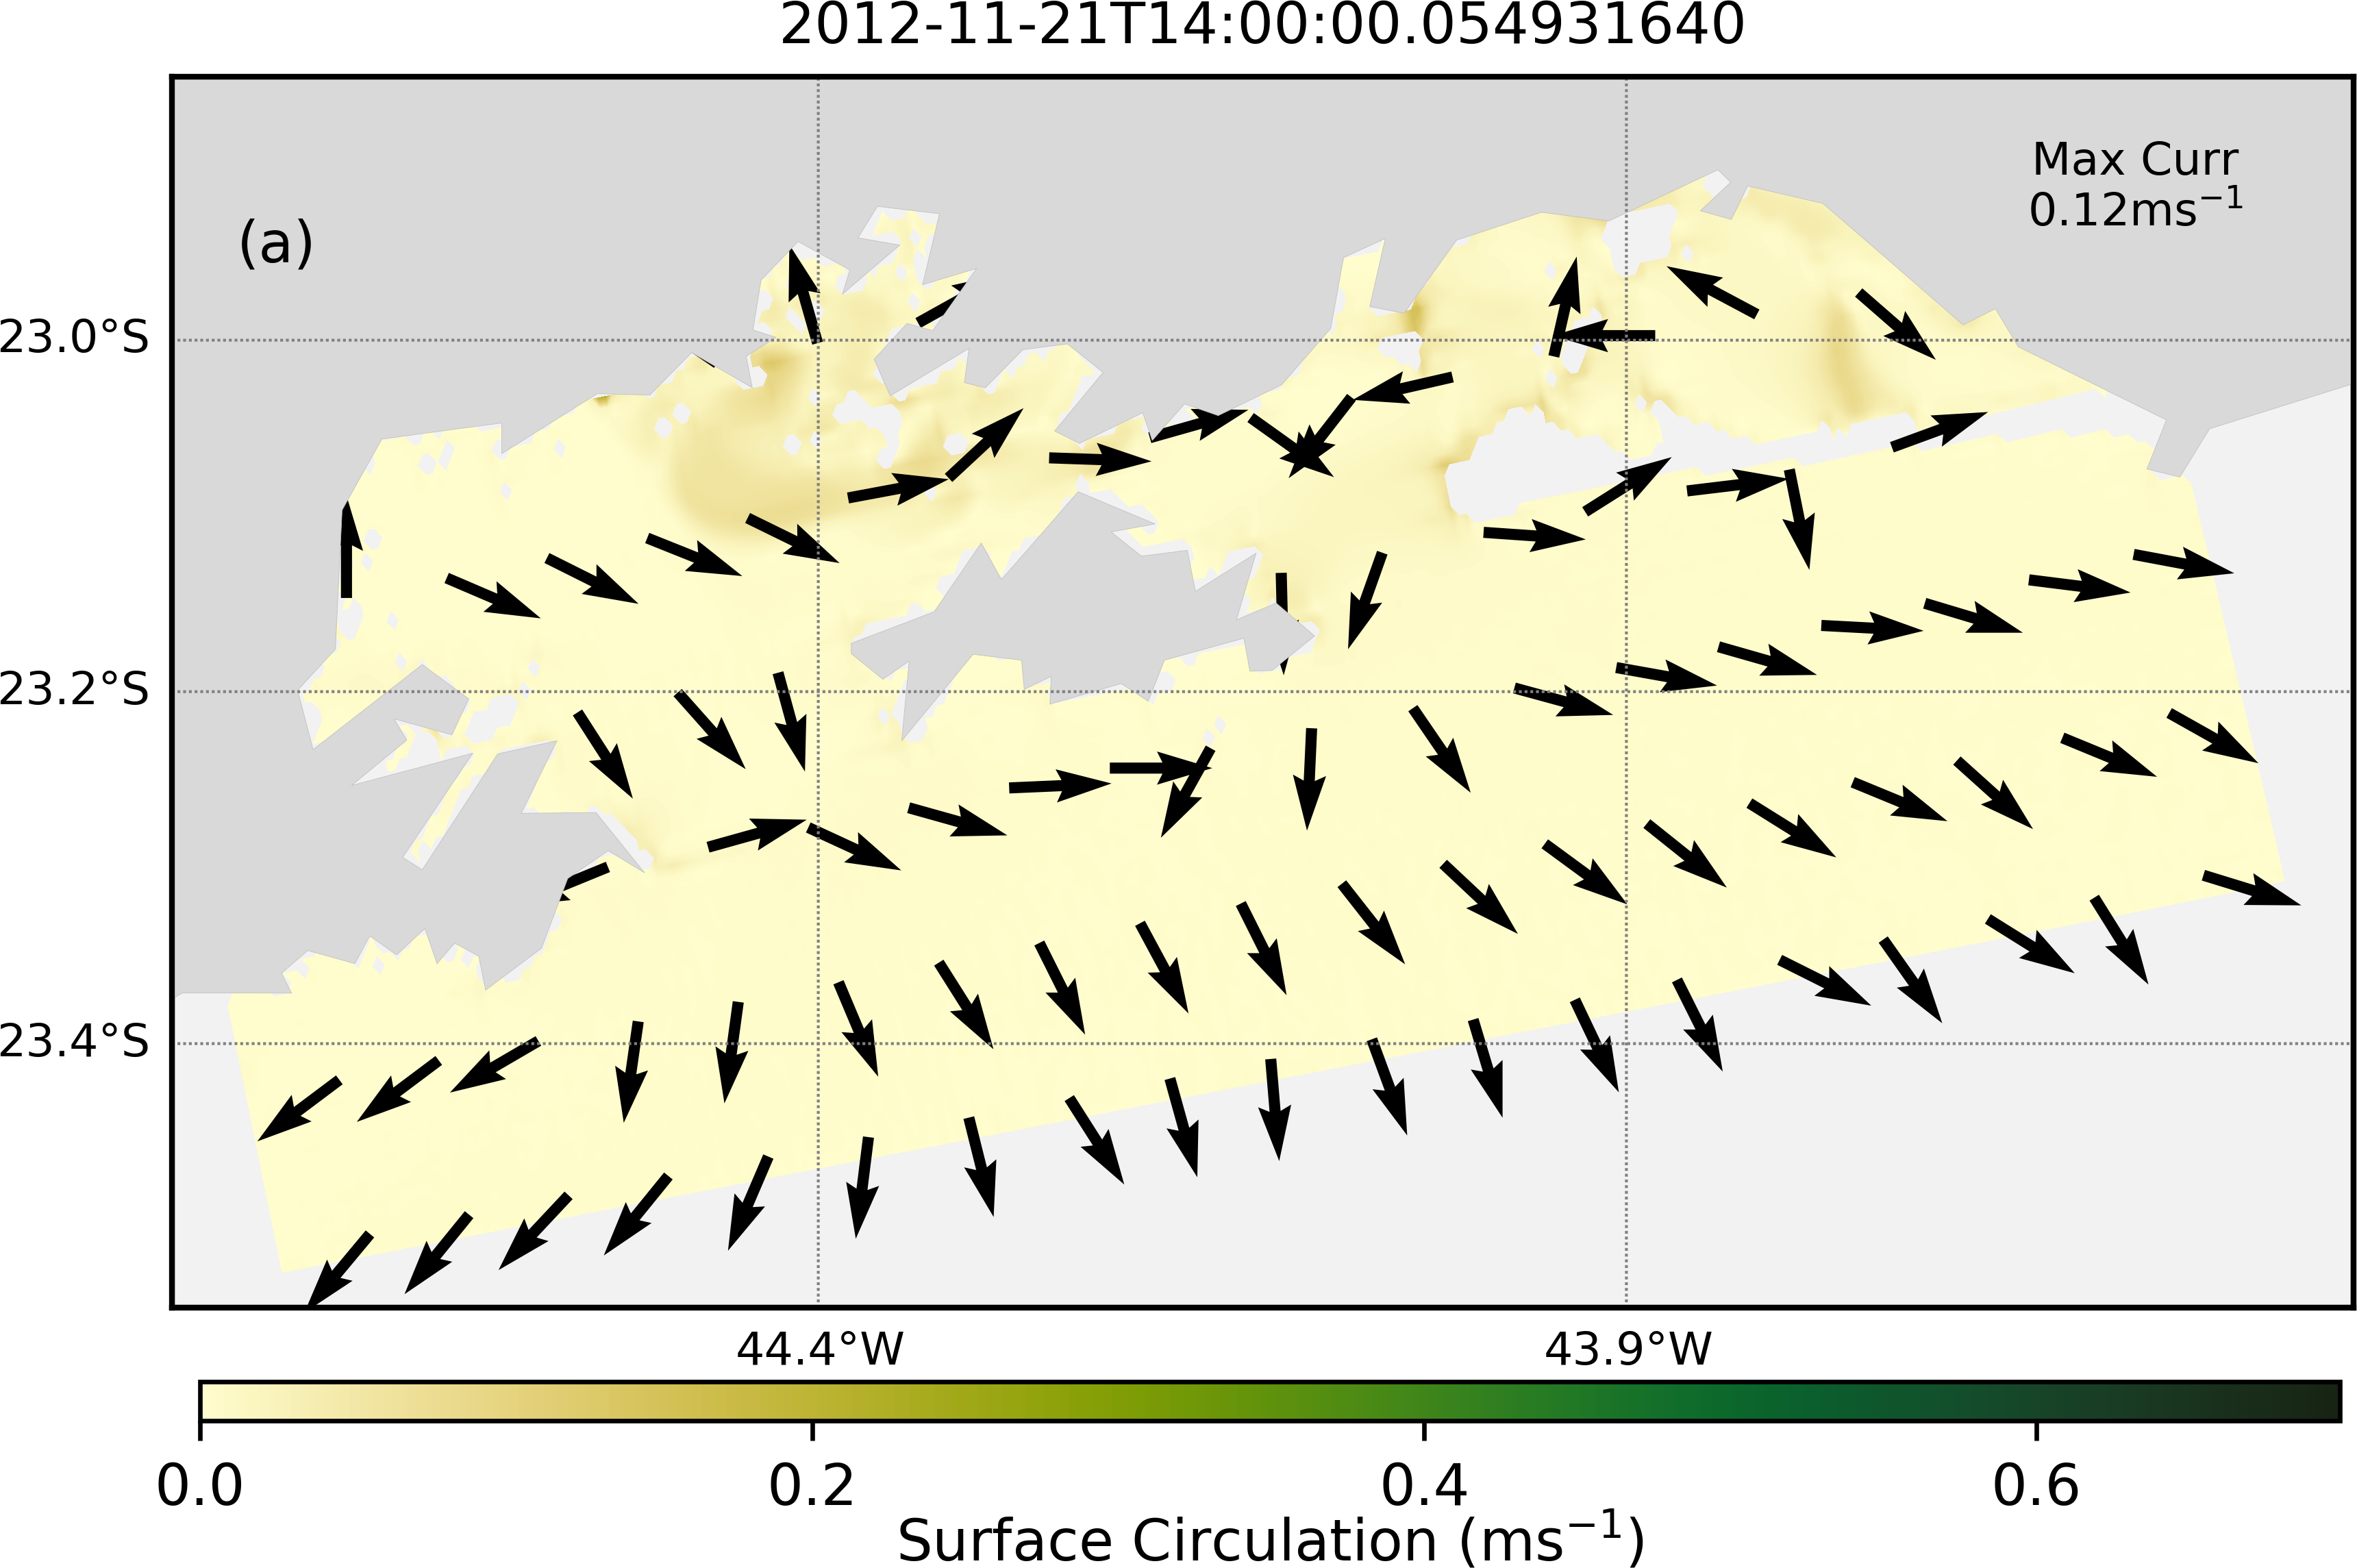 2012-11-21T14:00:00.054931640
Max Curr
0.12ms⁻¹
(a)
23.0°S
23.2°S
23.4°S
44.4°W 43.9°W
0.0 0.2 0.4 0.6
Surface Circulation (ms⁻¹)